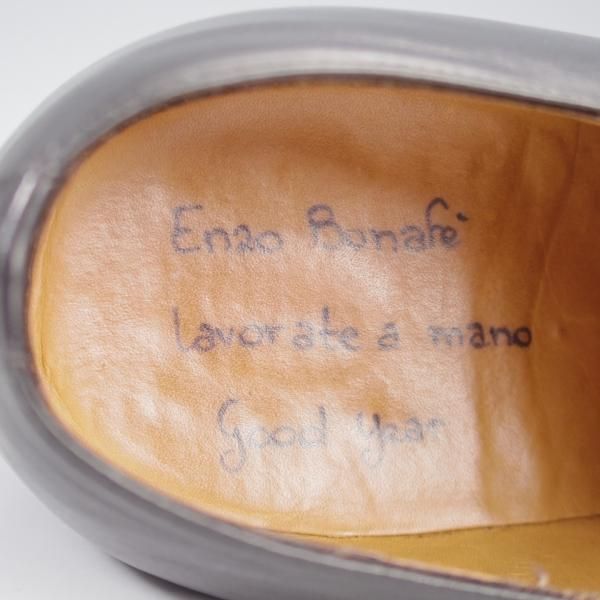 Enzo Bonafè
lavorate a mano
Good Year